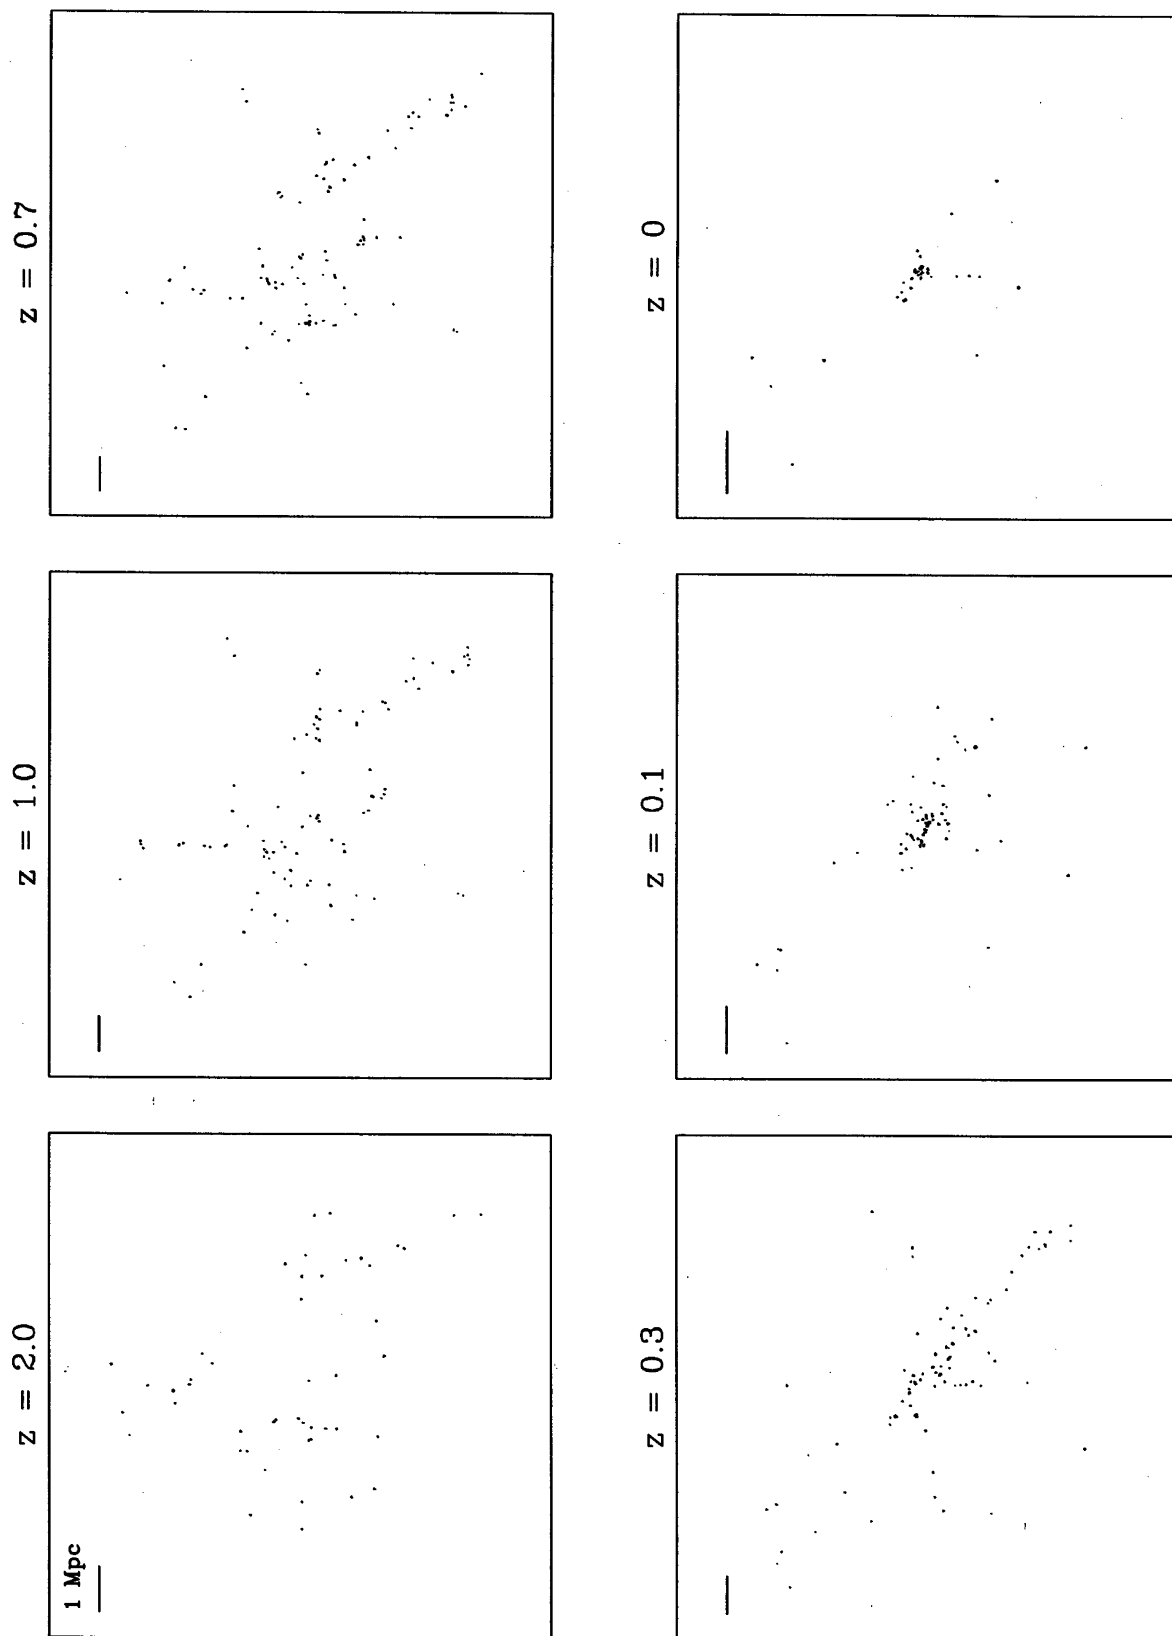 z = 2.0
z = 1.0
z = 0.7
1 Mpc
z = 0.3
z = 0.1
z = 0